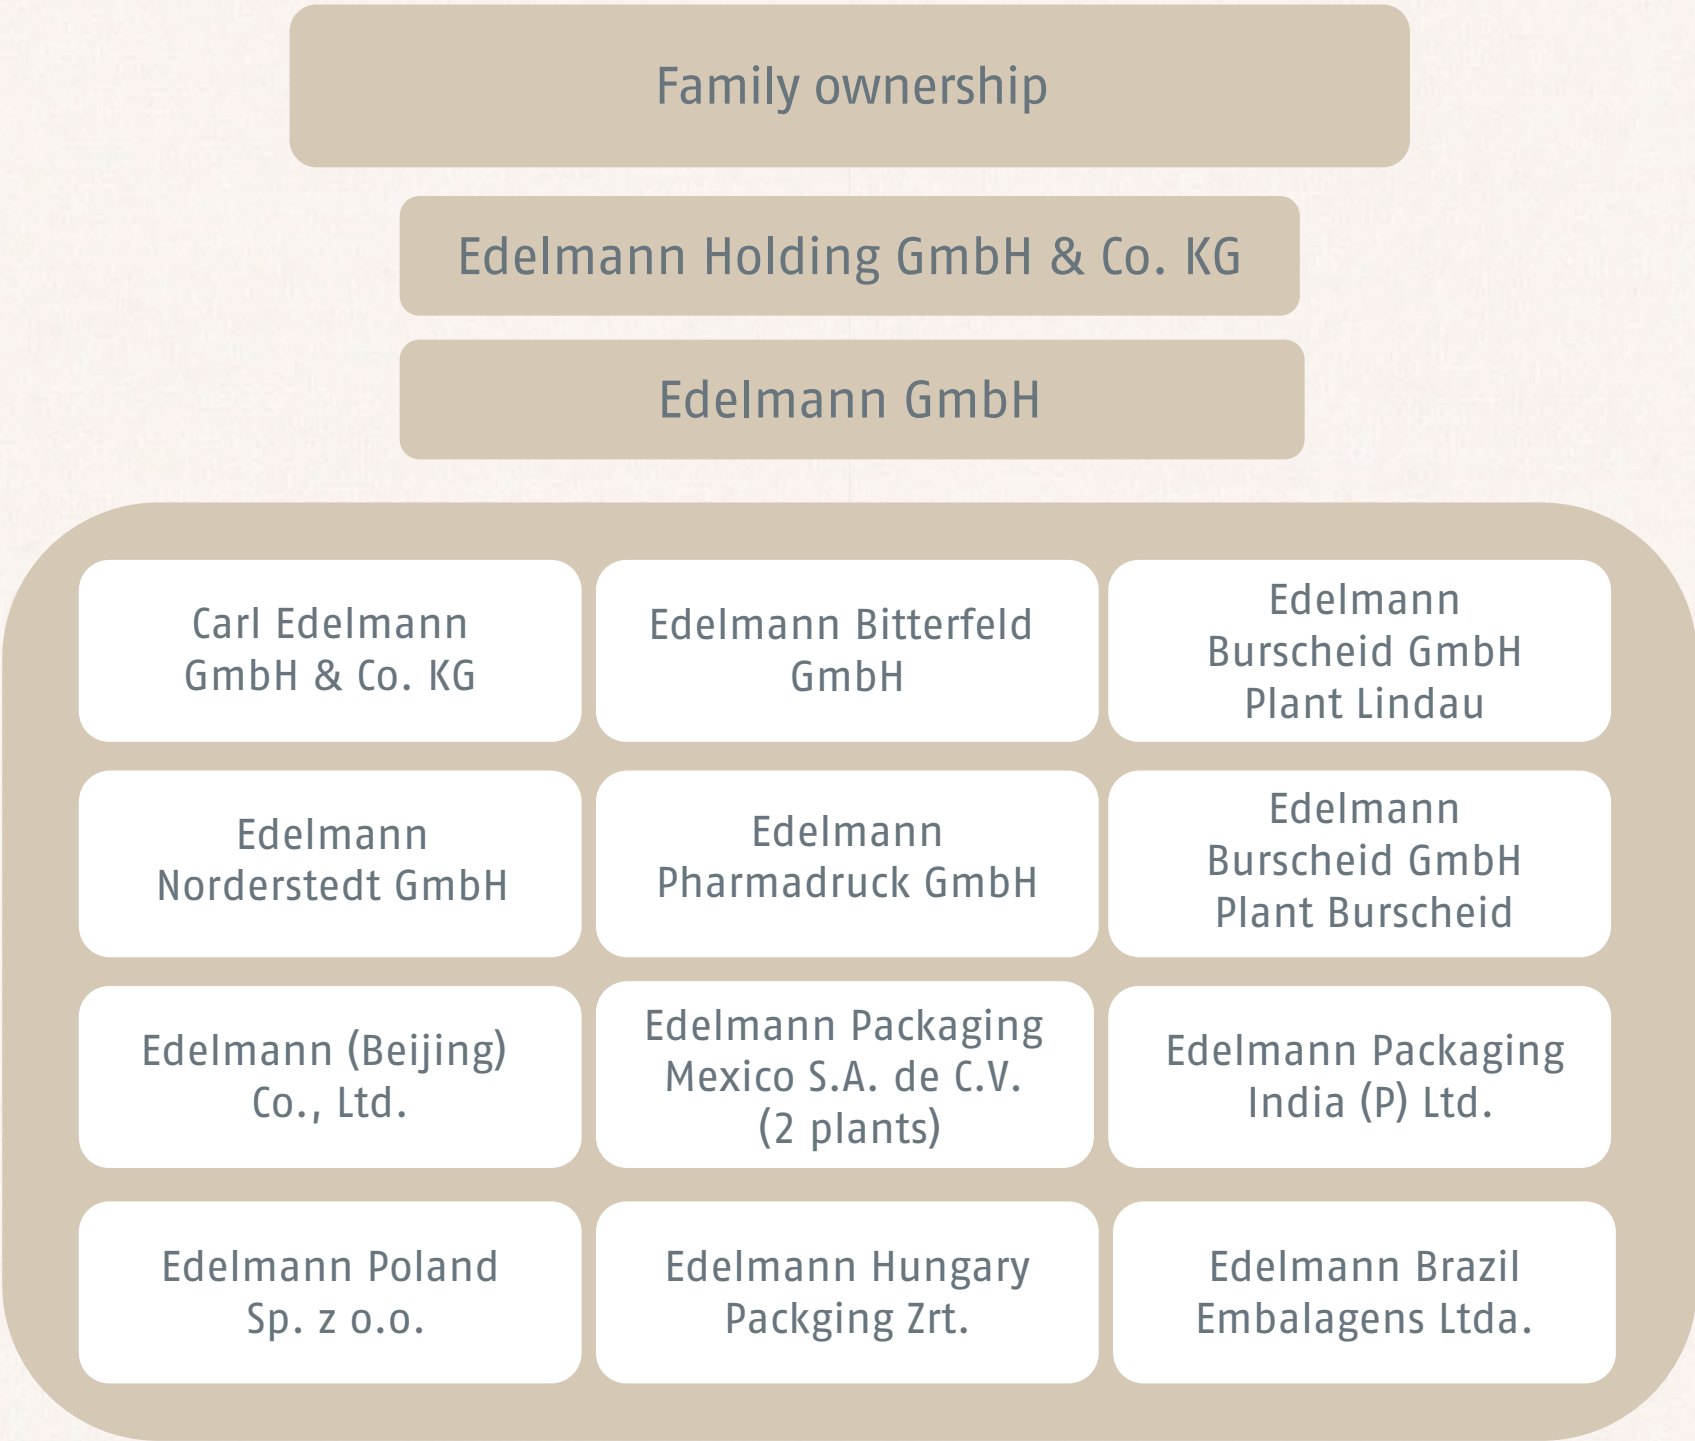 Family ownership
Edelmann Holding GmbH & Co. KG
Edelmann GmbH
Carl Edelmann
GmbH & Co. KG
Edelmann Bitterfeld
GmbH
Edelmann
Burscheid GmbH
Plant Lindau
Edelmann
Norderstedt GmbH
Edelmann
Pharmadruck GmbH
Edelmann
Burscheid GmbH
Plant Burscheid
Edelmann (Beijing)
Co., Ltd.
Edelmann Packaging
Mexico S.A. de C.V.
(2 plants)
Edelmann Packaging
India (P) Ltd.
Edelmann Poland
Sp. z o.o.
Edelmann Hungary
Packging Zrt.
Edelmann Brazil
Embalagens Ltda.